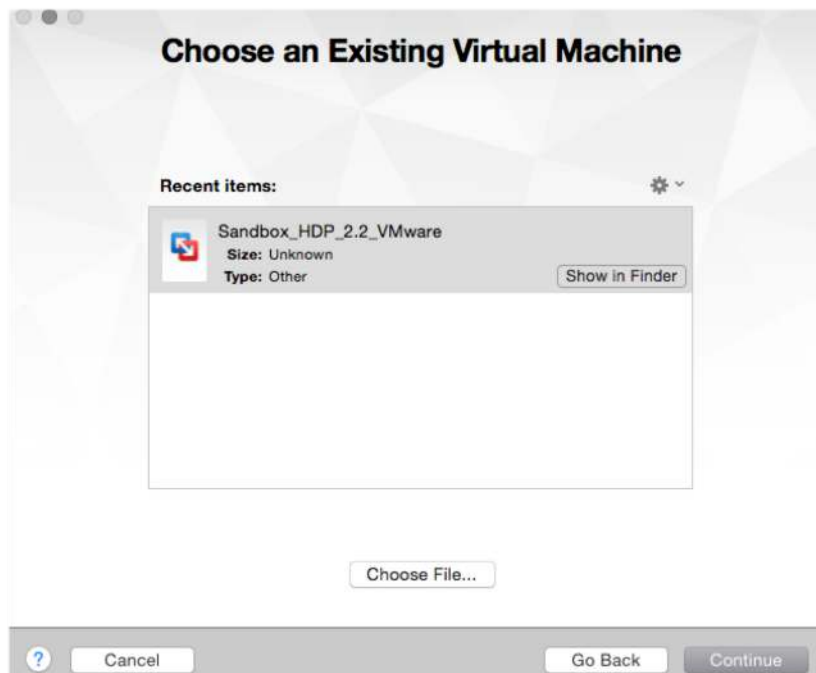 Choose an Existing Virtual Machine
Recent items:
Sandbox_HDP_2.2_VMware
Size: Unknown
Type: Other
Show in Finder
Choose File...
?
Cancel
Go Back
Continue